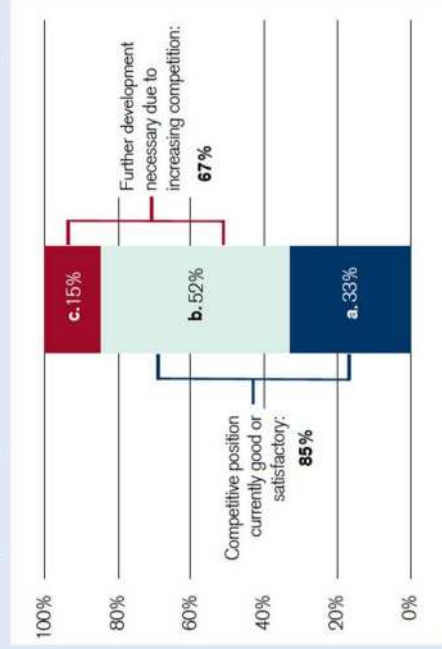 100%
80%
60%
40%
20%
0%
Competitive position
currently good or
satisfactory:
85%
c. 15%
b. 52%
a. 33%
Further development
necessary due to
increasing competition:
67%